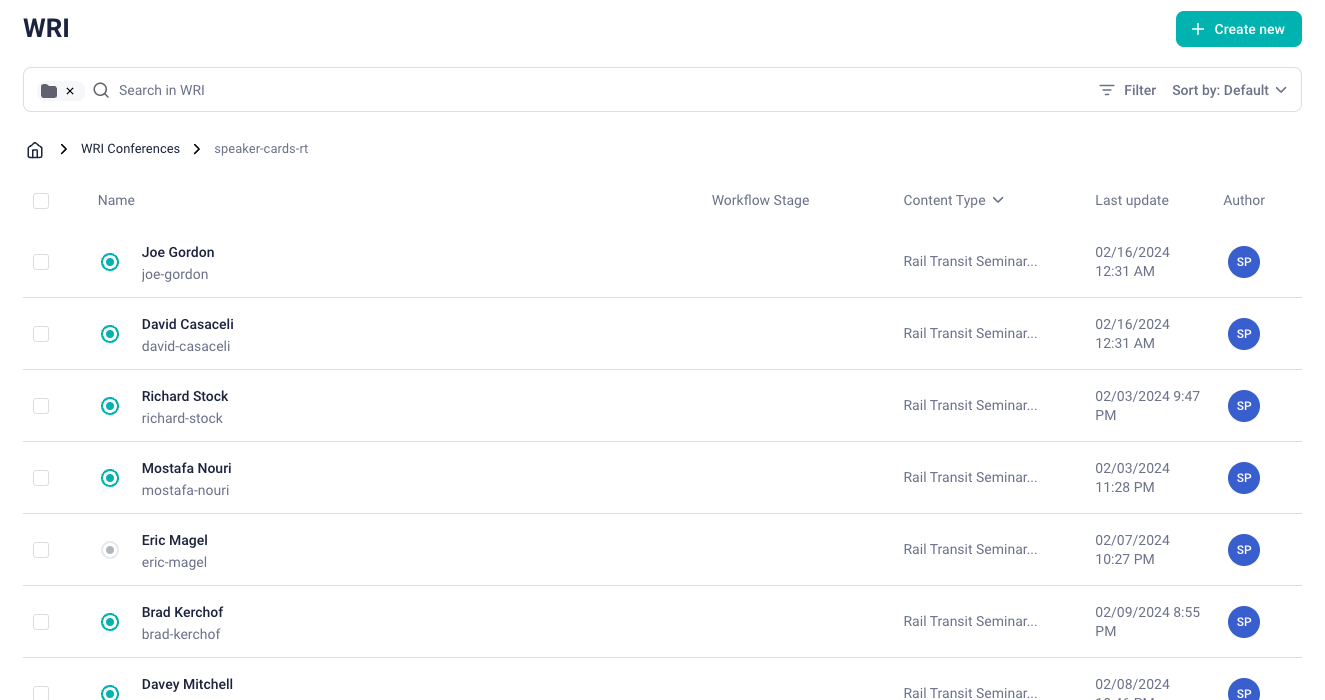 WRI
Create new
Search in WRI
Filter
Sort by: Default
WRI Conferences
speaker-cards-rt
Name
Workflow Stage
Content Type
Last update
Author
Joe Gordon
joe-gordon
Rail Transit Seminar...
02/16/2024
12:31 AM
SP
David Casaceli
david-casaceli
Rail Transit Seminar...
02/16/2024
12:31 AM
SP
Richard Stock
richard-stock
Rail Transit Seminar...
02/03/2024 9:47
PM
SP
Mostafa Nouri
mostafa-nouri
Rail Transit Seminar...
02/03/2024
11:28 PM
SP
Eric Magel
eric-magel
Rail Transit Seminar...
02/07/2024
10:27 PM
SP
Brad Kerchof
brad-kerchof
Rail Transit Seminar...
02/09/2024 8:55
PM
SP
Davey Mitchell
Rail Transit Seminar...
02/08/2024
SP